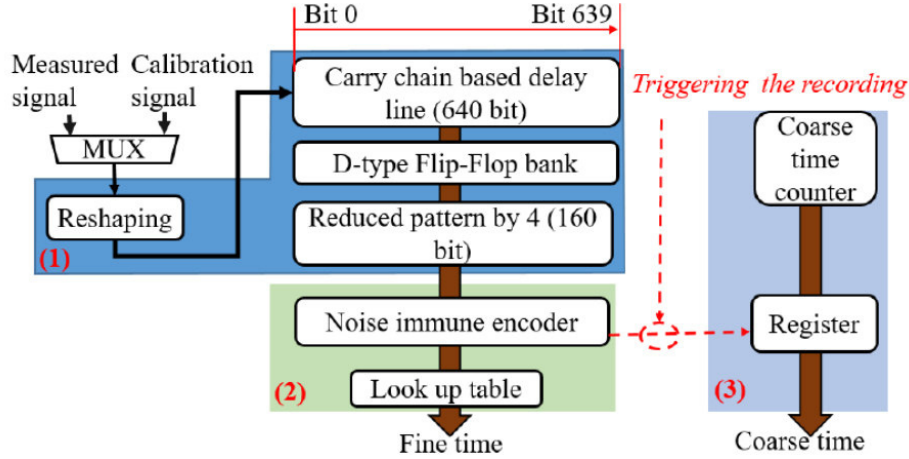 Bit 0
Bit 639
Measured
signal
Calibration
signal
MUX
Reshaping
(1)
Carry chain based delay
line (640 bit)
D-type Flip-Flop bank
Reduced pattern by 4 (160
bit)
Triggering the recording
Coarse
time
counter
Noise immune encoder
Look up table
(2)
Fine time
Register
(3)
Coarse time